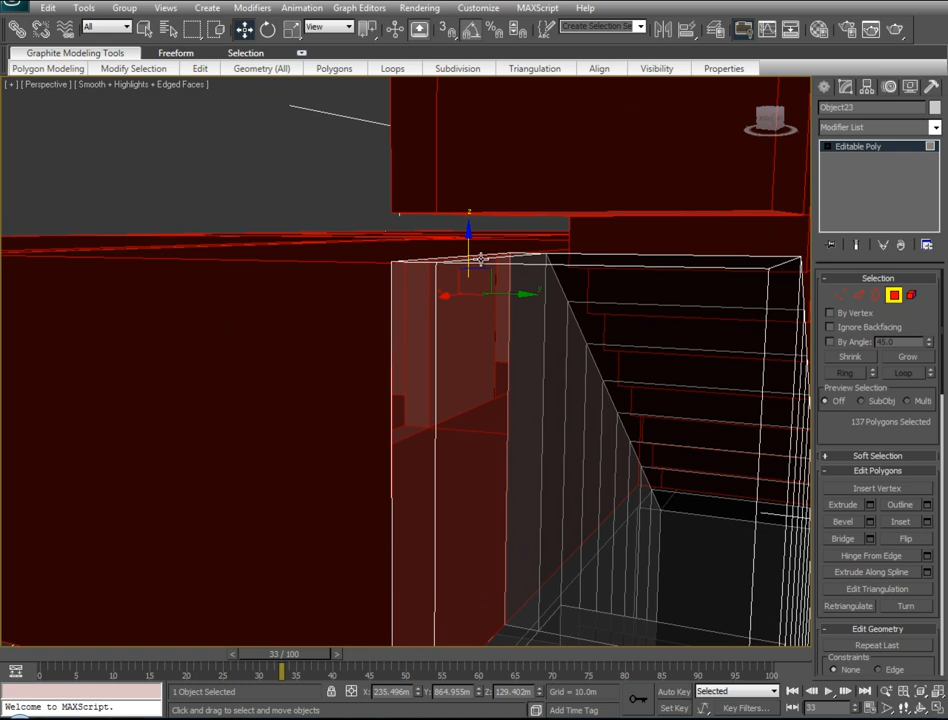 Edit Tools Group Views Create Modifiers Animation Graph Editors Rendering Customize MAXScript Help
All View Create Selection Se
Graphite Modeling Tools Freeform Selection
Polygon Modeling Modify Selection Edit Geometry (All) Polygons Loops Subdivision Triangulation Align Visibility Properties
[ + ] [ Perspective ] [ Smooth + Highlights + Edged Faces ]
Object23
Modifier List
Editable Poly
z
y
Selection
By Vertex
Ignore Backfacing
By Angle: 45.0
Shrink Grow
Ring Loop
Preview Selection
Off SubObj Multi
137 Polygons Selected
Soft Selection
Edit Polygons
Insert Vertex
Extrude Outline
Bevel Inset
Bridge Flip
Hinge From Edge
Extrude Along Spline
Edit Triangulation
Retriangulate Turn
Edit Geometry
Repeat Last
Constraints
None Edge
< 33 / 100 >
0 5 10 15 20 25 30 35 40 45 50 55 60 65 70 75 80 85 90 95 100
1 Object Selected X: 235.496m Y: 864.955m Z: 129.402m Grid = 10.0m Auto Key Selected
Welcome to MAXScript. Click and drag to select and move objects Add Time Tag Set Key Key Filters... 33